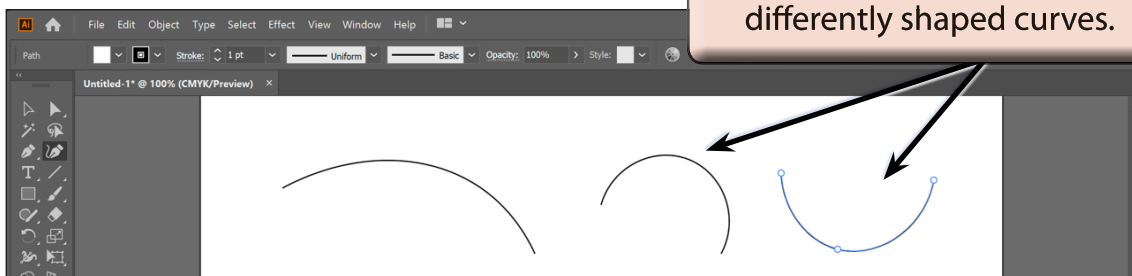 differently shaped curves.
Ai File Edit Object Type Select Effect View Window Help
Path Stroke: 1 pt Uniform Basic Opacity: 100% Style:
Untitled-1* @ 100% (CMYK/Preview) ×
T